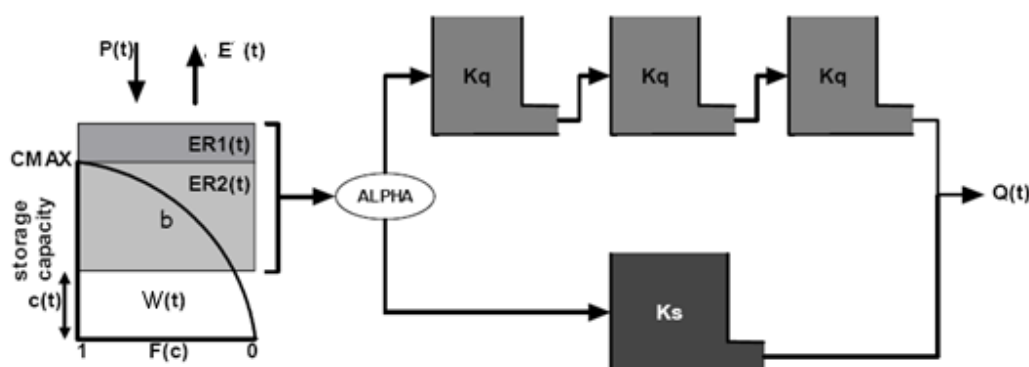 P(t)
. E (t)
ER1(t)
CMAX
ER2(t)
b
storage
capacity
c(t)
W(t)
1
F(c)
0
ALPHA
Kq
Kq
Kq
Ks
Q(t)